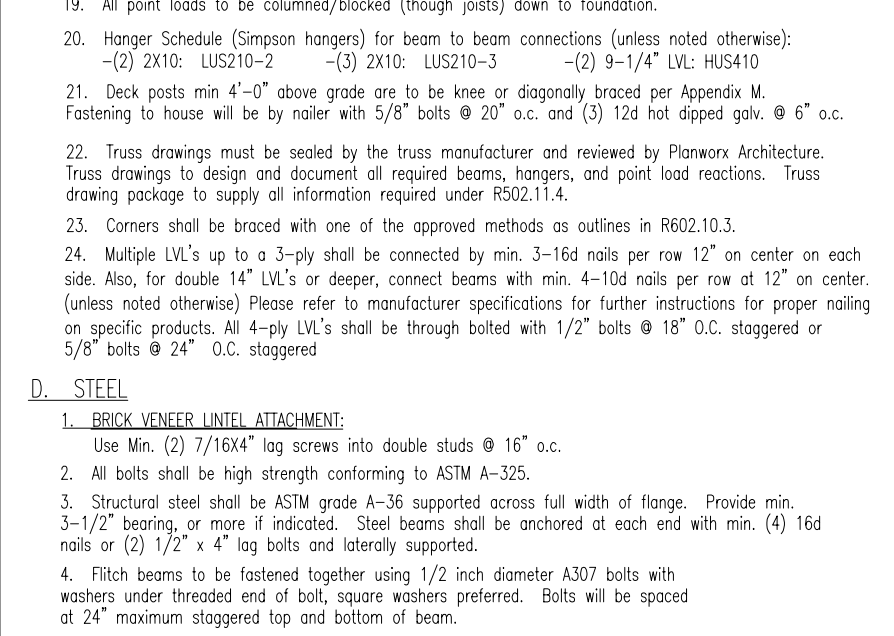 19. All point loads to be columned/blocked (though joists) down to foundation.
20. Hanger Schedule (Simpson hangers) for beam to beam connections (unless noted otherwise):
-(2) 2X10: LUS210-2 -(3) 2X10: LUS210-3 -(2) 9-1/4" LVL: HUS410
21. Deck posts min 4'-0" above grade are to be knee or diagonally braced per Appendix M.
Fastening to house will be by nailer with 5/8" bolts @ 20" o.c. and (3) 12d hot dipped galv. @ 6" o.c.
22. Truss drawings must be sealed by the truss manufacturer and reviewed by Planworx Architecture.
Truss drawings to design and document all required beams, hangers, and point load reactions. Truss
drawing package to supply all information required under R502.11.4.
23. Corners shall be braced with one of the approved methods as outlines in R602.10.3.
24. Multiple LVL's up to a 3-ply shall be connected by min. 3-16d nails per row 12" on center on each
side. Also, for double 14" LVL's or deeper, connect beams with min. 4-10d nails per row at 12" on center.
(unless noted otherwise) Please refer to manufacturer specifications for further instructions for proper nailing
on specific products. All 4-ply LVL's shall be through bolted with 1/2" bolts @ 18" O.C. staggered or
5/8" bolts @ 24" O.C. staggered
D. STEEL
1. BRICK VENEER LINTEL ATTACHMENT:
Use Min. (2) 7/16X4" lag screws into double studs @ 16" o.c.
2. All bolts shall be high strength conforming to ASTM A-325.
3. Structural steel shall be ASTM grade A-36 supported across full width of flange. Provide min.
3-1/2" bearing, or more if indicated. Steel beams shall be anchored at each end with min. (4) 16d
nails or (2) 1/2" x 4" lag bolts and laterally supported.
4. Flitch beams to be fastened together using 1/2 inch diameter A307 bolts with
washers under threaded end of bolt, square washers preferred. Bolts will be spaced
at 24" maximum staggered top and bottom of beam.